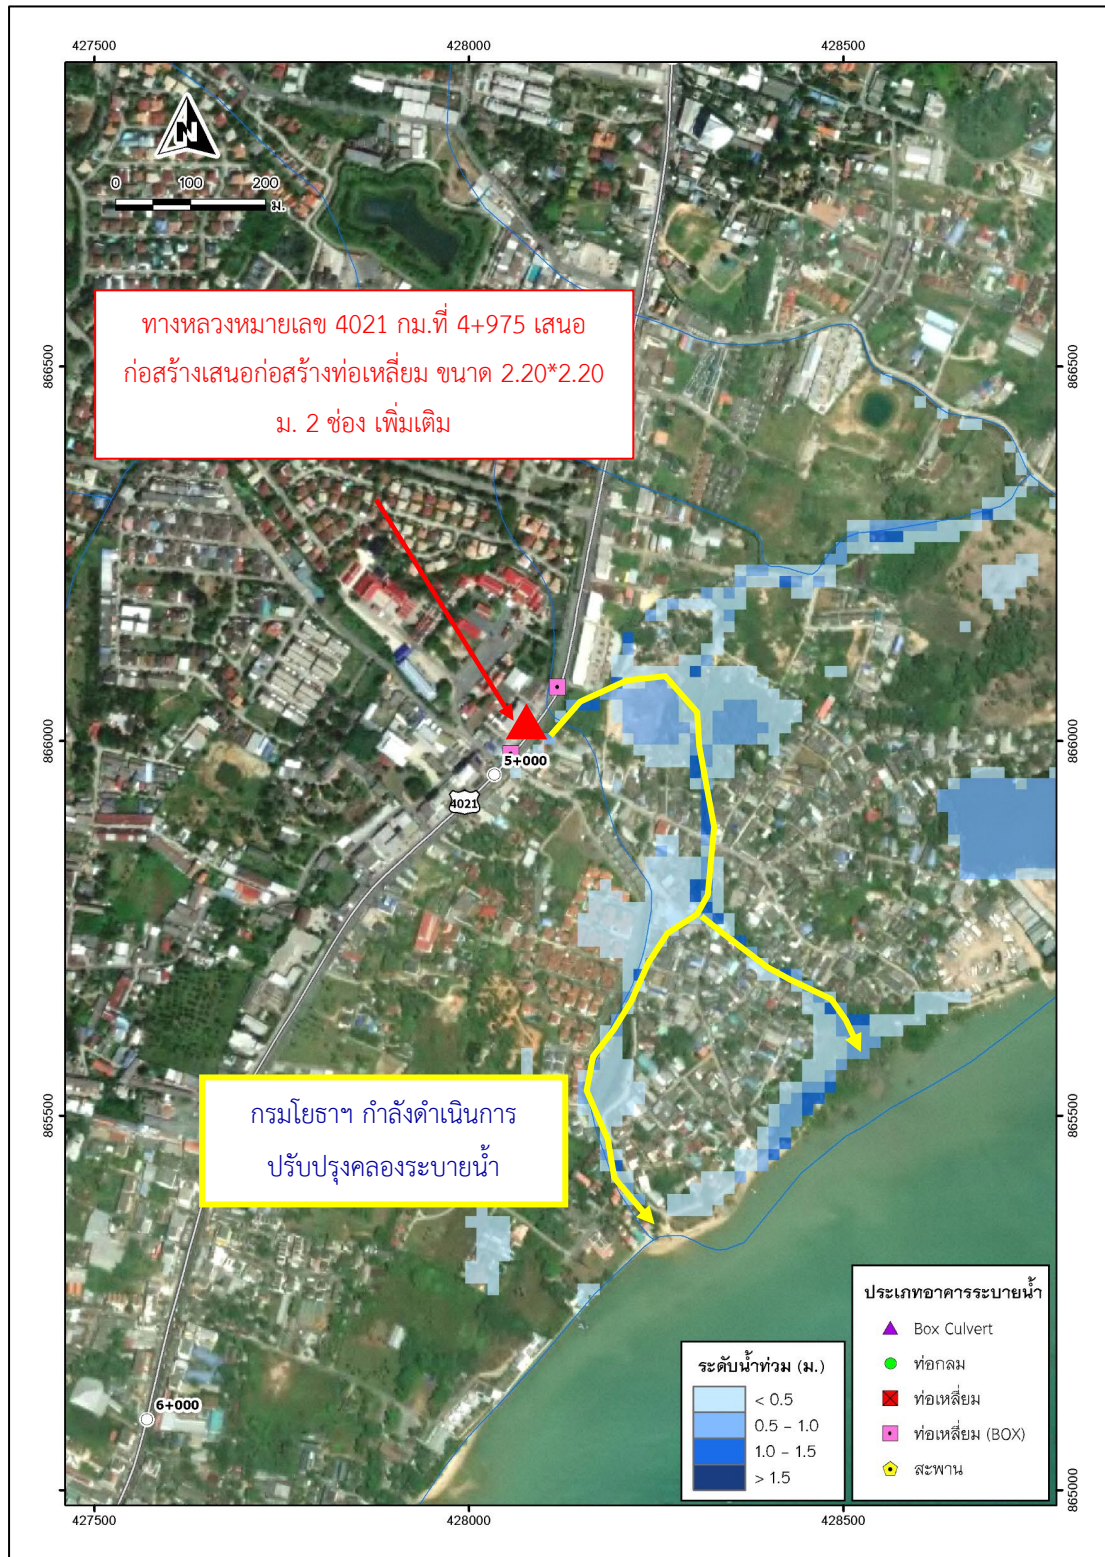 427500
428000
428500
N
0 100 200
ม.
ทางหลวงหมายเลข 4021 กม.ที่ 4+975 เสนอ
ก่อสร้างเสนอก่อสร้างท่อเหลี่ยม ขนาด 2.20*2.20
ม. 2 ช่อง เพิ่มเติม
866500
866500
866000
866000
5+000
4021
865500
865500
กรมโยธาฯ กำลังดำเนินการ
ปรับปรุงคลองระบายน้ำ
6+000
ระดับน้ำท่วม (ม.)
< 0.5
0.5 - 1.0
1.0 - 1.5
> 1.5
ประเภทอาคารระบายน้ำ
Box Culvert
ท่อกลม
ท่อเหลี่ยม
ท่อเหลี่ยม (BOX)
สะพาน
865000
865000
427500
428000
428500